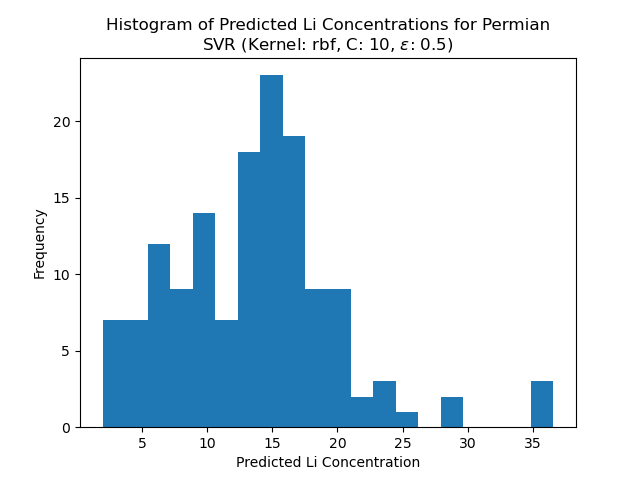 Histogram of Predicted Li Concentrations for Permian
SVR (Kernel: rbf, C: 10, ε: 0.5)
Frequency
20
15
10
5
0
5 10 15 20 25 30 35
Predicted Li Concentration